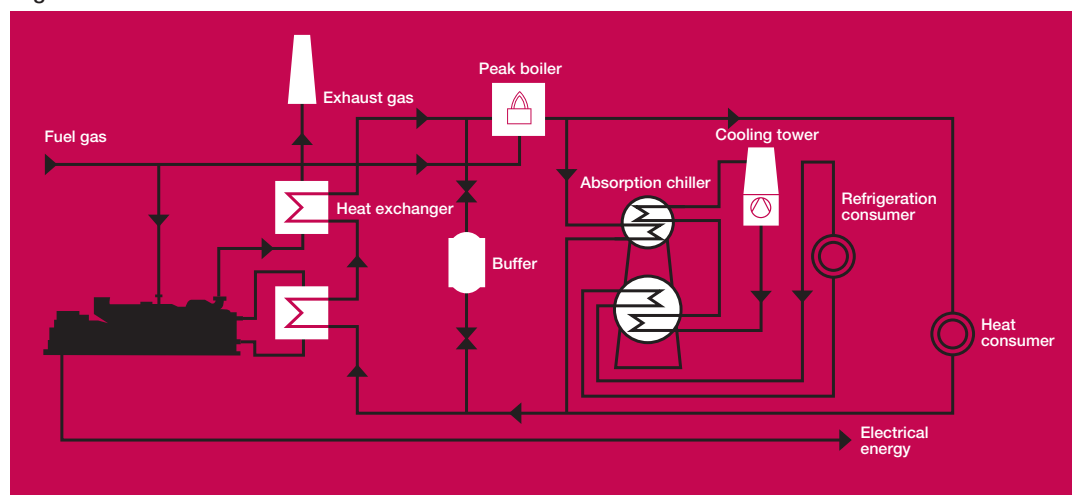 Peak boiler
Exhaust gas
Fuel gas
Cooling tower
Absorption chiller
Heat exchanger
Refrigeration
consumer
Buffer
Heat
consumer
Electrical
energy